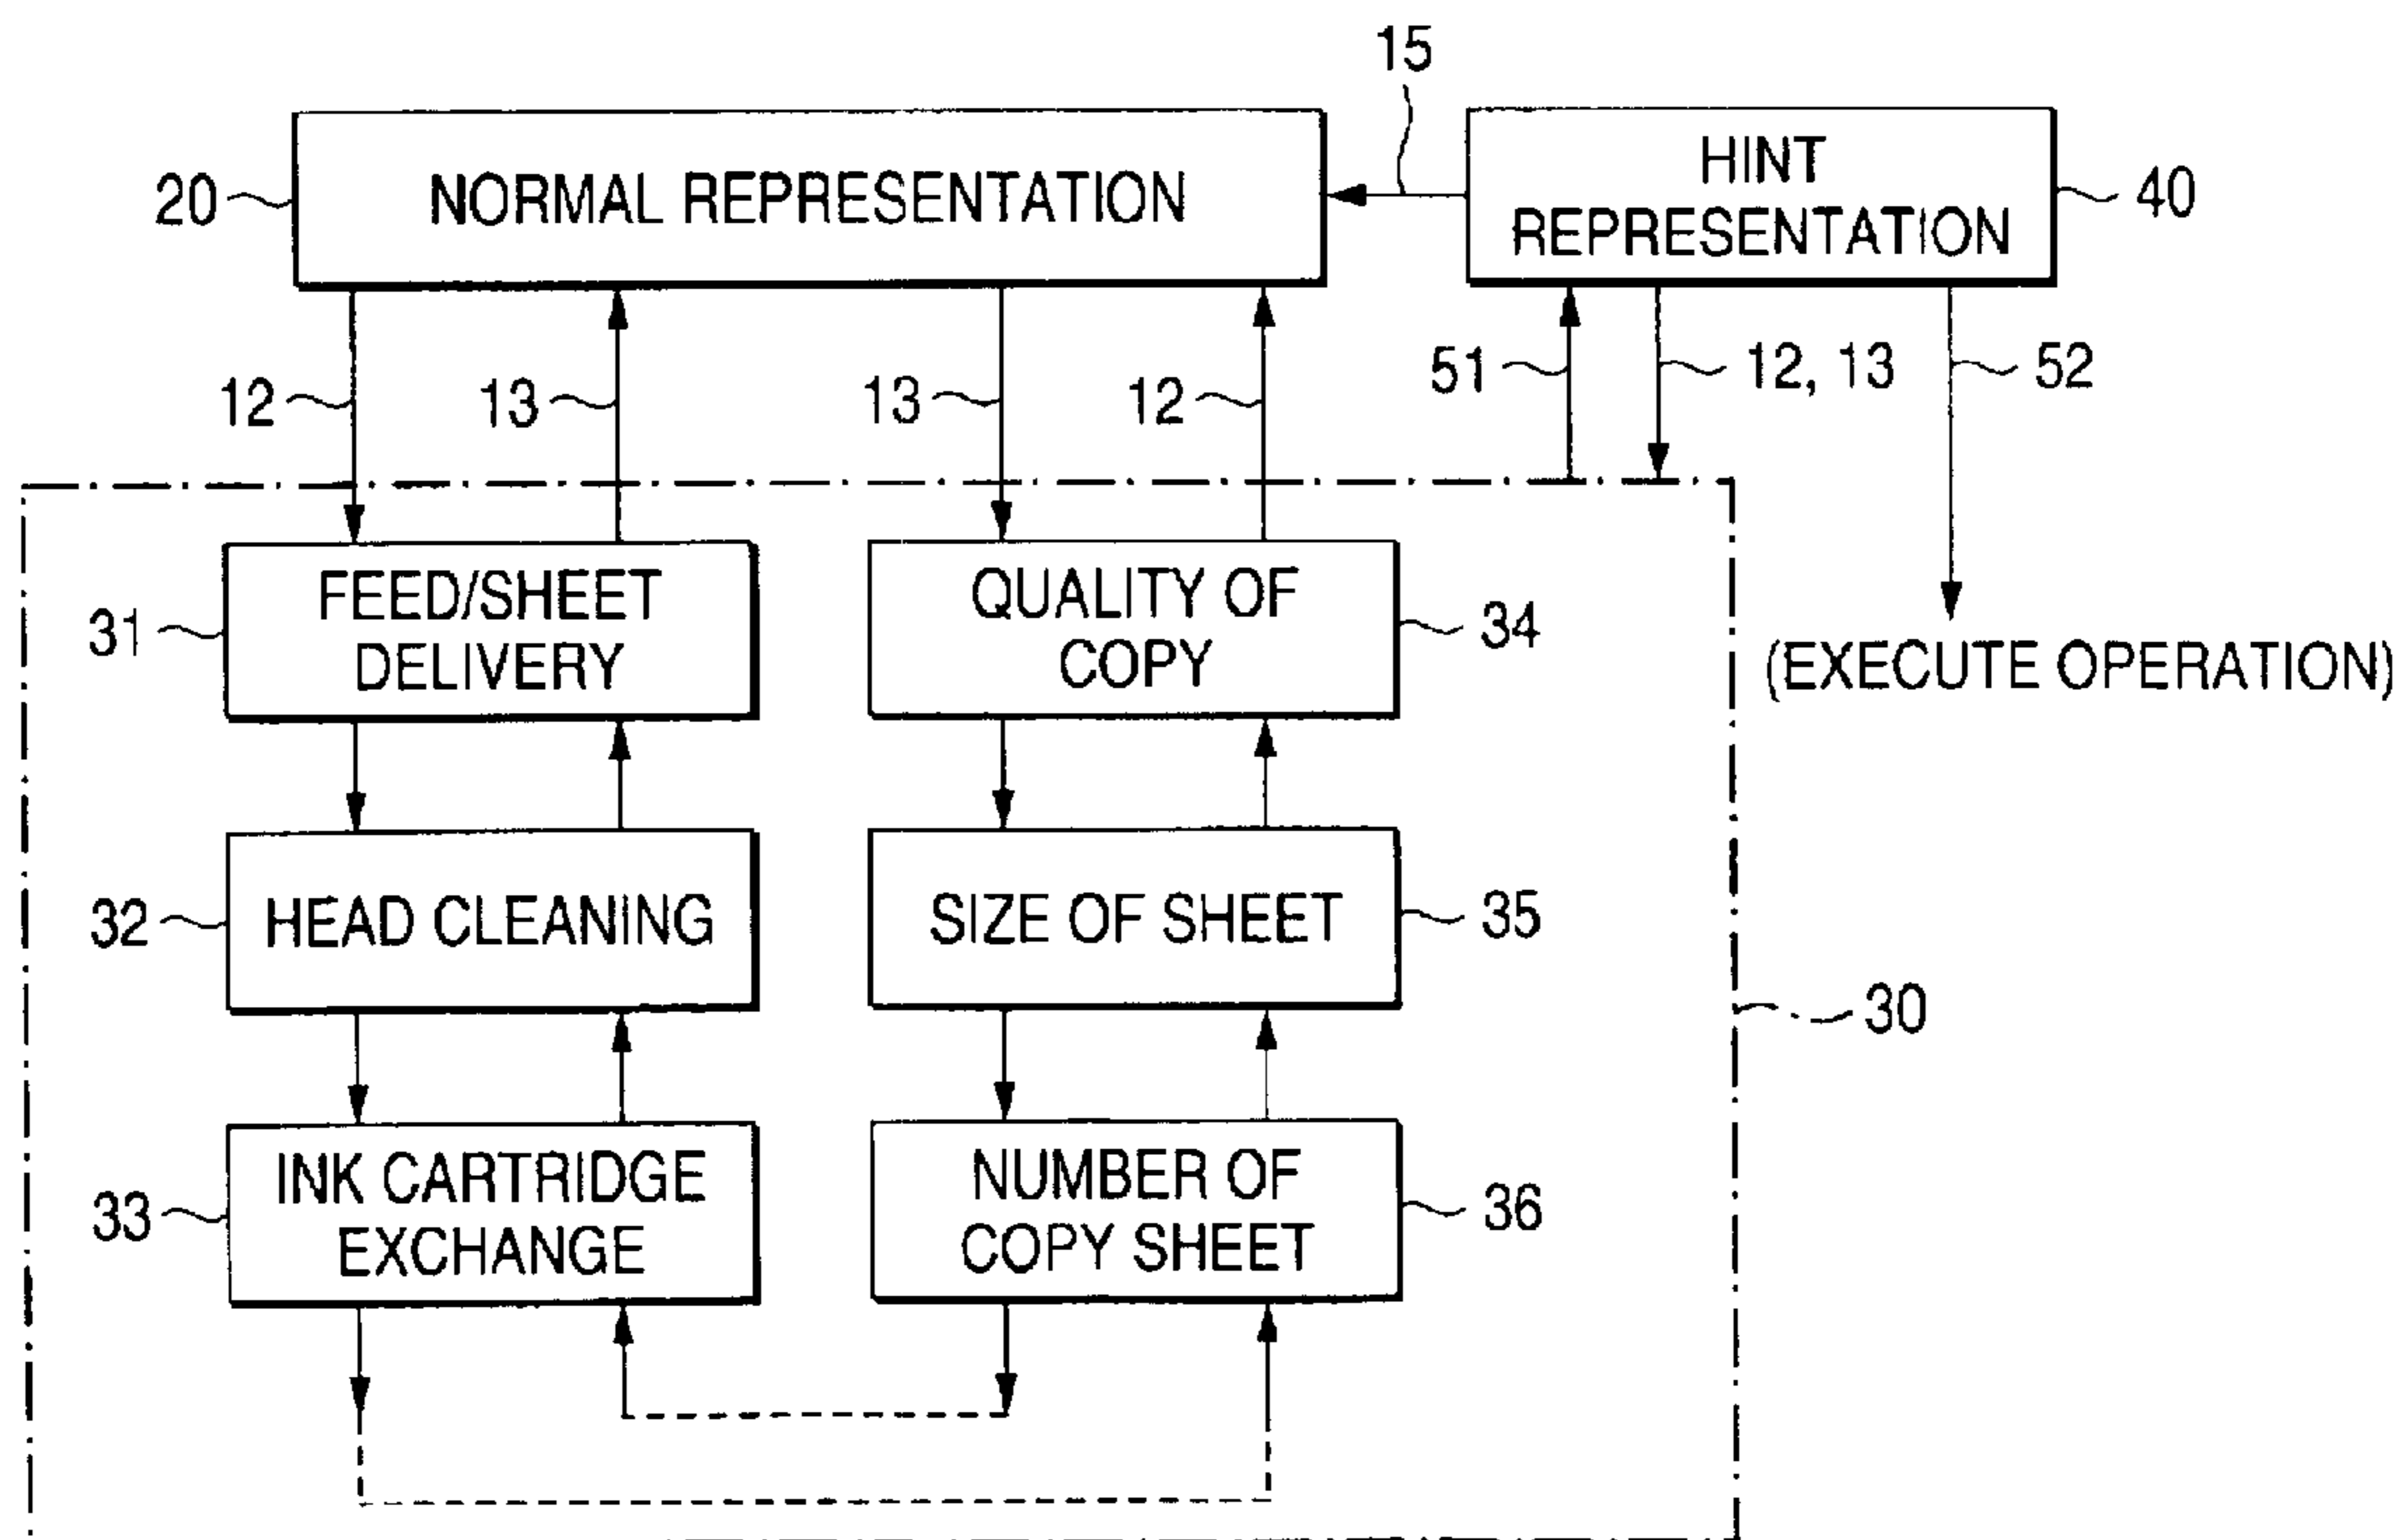 15
20
NORMAL REPRESENTATION
HINT
REPRESENTATION
40
12
13
13
12
51
12, 13
52
31
FEED/SHEET
DELIVERY
QUALITY OF
COPY
34
(EXECUTE OPERATION)
32
HEAD CLEANING
SIZE OF SHEET
35
30
33
INK CARTRIDGE
EXCHANGE
NUMBER OF
COPY SHEET
36